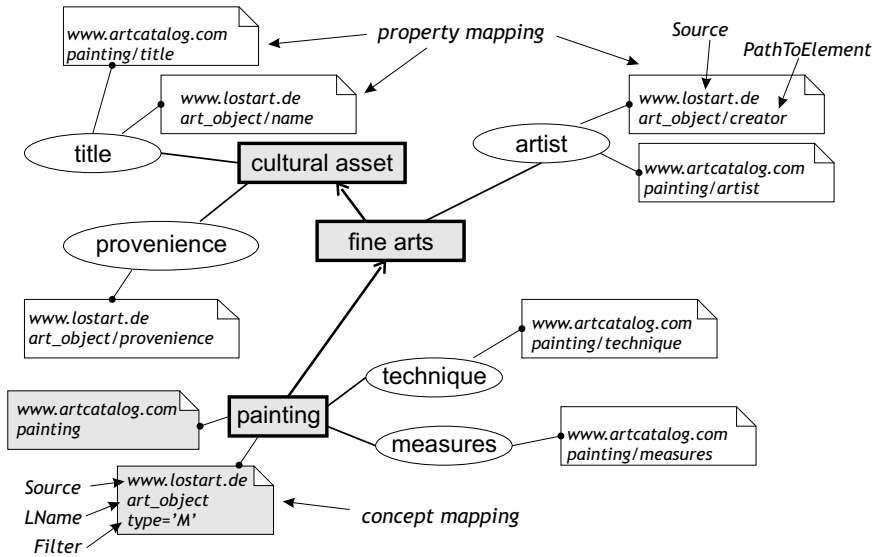 www.artcatalog.com
painting/title
property mapping
Source
PathToElement
www.lostart.de
art_object/name
www.lostart.de
art_object/creator
title
cultural asset
artist
www.artcatalog.com
painting/artist
provenience
fine arts
www.lostart.de
art_object/provenience
www.artcatalog.com
painting/technique
technique
www.artcatalog.com
painting
painting
measures
www.artcatalog.com
painting/measures
Source
LName
Filter
www.lostart.de
art_object
type='M'
concept mapping